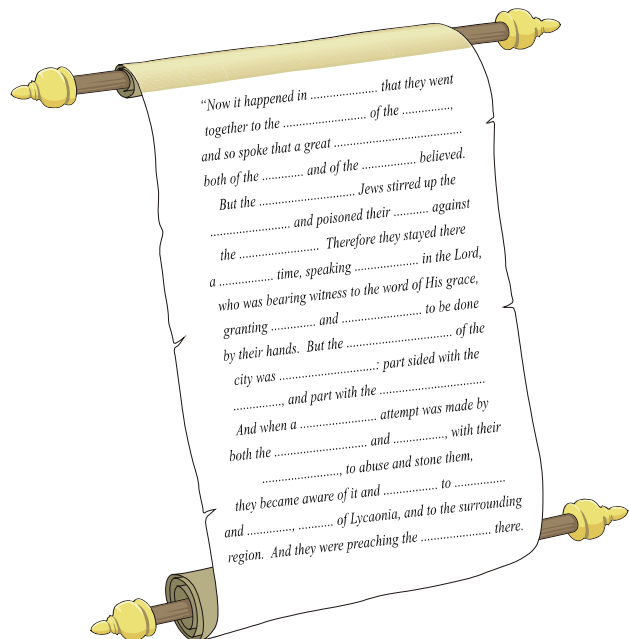 “Now it happened in ..................... that they went
together to the .......................... of the ................,
and so spoke that a great ........................................
both of the ............. and of the ................. believed.
But the .............................. Jews stirred up the
......................... and poisoned their ........... against
the .........................  Therefore they stayed there
a ................. time, speaking .................... in the Lord,
who was bearing witness to the word of His grace,
granting .............. and ......................... to be done
by their hands.  But the ................................. of the
city was ...............................: part sided with the
................, and part with the .................................
And when a ........................ attempt was made by
both the ............................. and ................, with their
........................, to abuse and stone them,
they became aware of it and ................. to ................
and .............., ........... of Lycaonia, and to the surrounding
region.  And they were preaching the ...................... there.